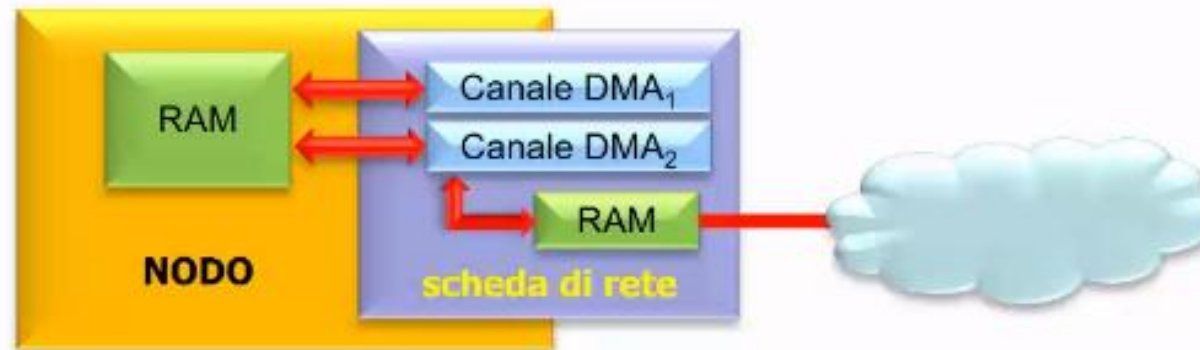 RAM
Canale DMA₁
Canale DMA₂
RAM
NODO
scheda di rete